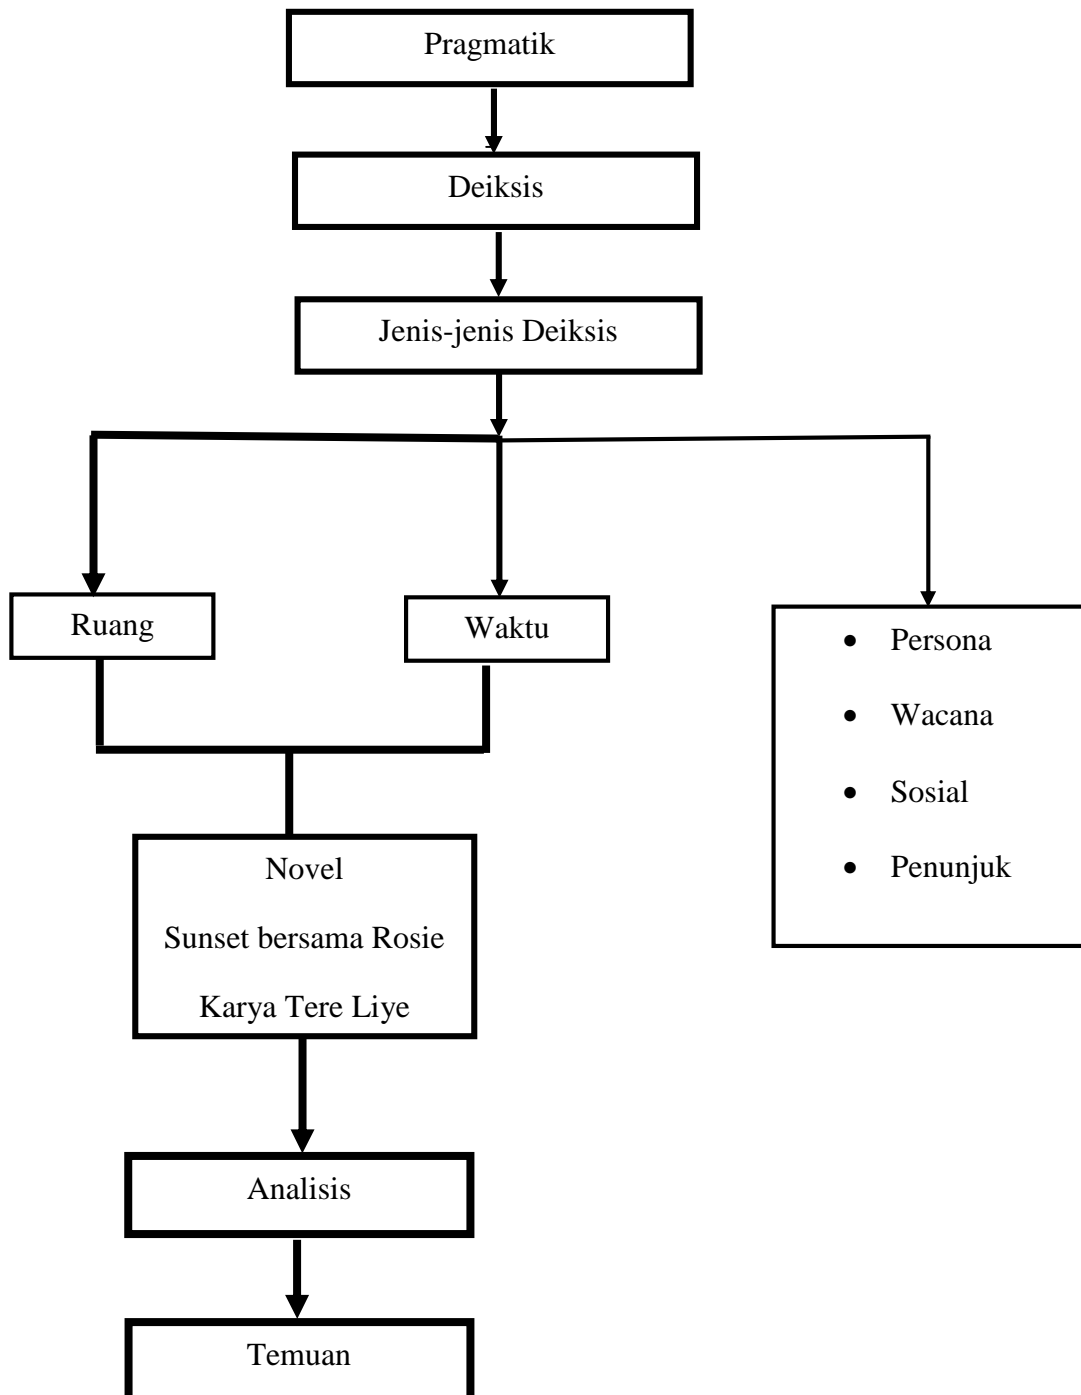 Pragmatik
Deiksis
Jenis-jenis Deiksis
Ruang
Waktu
• Persona
• Wacana
• Sosial
• Penunjuk
Novel
Sunset bersama Rosie
Karya Tere Liye
Analisis
Temuan